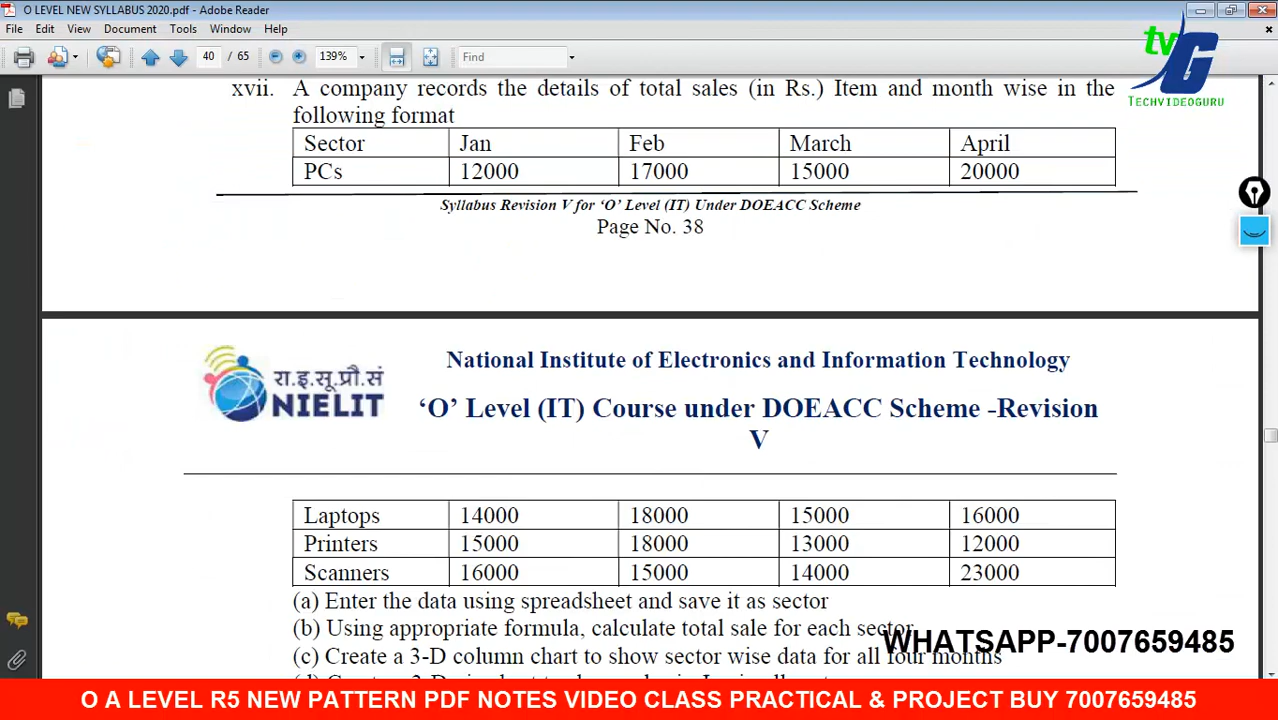 O LEVEL NEW SYLLABUS 2020.pdf - Adobe Reader
File Edit View Document Tools Window Help
40 / 65 139% Find
tv G
TECHVIDEOGURU
xvii. A company records the details of total sales (in Rs.) Item and month wise in the
following format
Sector Jan Feb March April
PCs 12000 17000 15000 20000
Syllabus Revision V for ‘O’ Level (IT) Under DOEACC Scheme
Page No. 38
रा.इ.सू.प्रौ.सं
NIELIT
National Institute of Electronics and Information Technology
‘O’ Level (IT) Course under DOEACC Scheme -Revision
V
Laptops 14000 18000 15000 16000
Printers 15000 18000 13000 12000
Scanners 16000 15000 14000 23000
(a) Enter the data using spreadsheet and save it as sector
(b) Using appropriate formula, calculate total sale for each sector
WHATSAPP-7007659485
(c) Create a 3-D column chart to show sector wise data for all four months
O A LEVEL R5 NEW PATTERN PDF NOTES VIDEO CLASS PRACTICAL & PROJECT BUY 7007659485